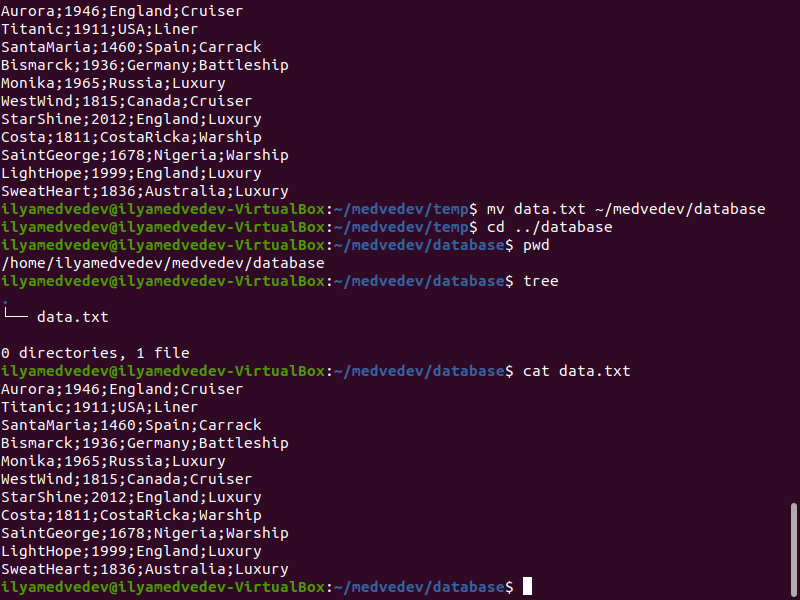 Aurora;1946;England;Cruiser
Titanic;1911;USA;Liner
SantaMaria;1460;Spain;Carrack
Bismarck;1936;Germany;Battleship
Monika;1965;Russia;Luxury
WestWind;1815;Canada;Cruiser
StarShine;2012;England;Luxury
Costa;1811;CostaRicka;Warship
SaintGeorge;1678;Nigeria;Warship
LightHope;1999;England;Luxury
SweatHeart;1836;Australia;Luxury
ilyamedvedev@ilyamedvedev-VirtualBox:~/medvedev/temp$ mv data.txt ~/medvedev/database
ilyamedvedev@ilyamedvedev-VirtualBox:~/medvedev/temp$ cd ../database
ilyamedvedev@ilyamedvedev-VirtualBox:~/medvedev/database$ pwd
/home/ilyamedvedev/medvedev/database
ilyamedvedev@ilyamedvedev-VirtualBox:~/medvedev/database$ tree
.
└── data.txt
0 directories, 1 file
ilyamedvedev@ilyamedvedev-VirtualBox:~/medvedev/database$ cat data.txt
Aurora;1946;England;Cruiser
Titanic;1911;USA;Liner
SantaMaria;1460;Spain;Carrack
Bismarck;1936;Germany;Battleship
Monika;1965;Russia;Luxury
WestWind;1815;Canada;Cruiser
StarShine;2012;England;Luxury
Costa;1811;CostaRicka;Warship
SaintGeorge;1678;Nigeria;Warship
LightHope;1999;England;Luxury
SweatHeart;1836;Australia;Luxury
ilyamedvedev@ilyamedvedev-VirtualBox:~/medvedev/database$